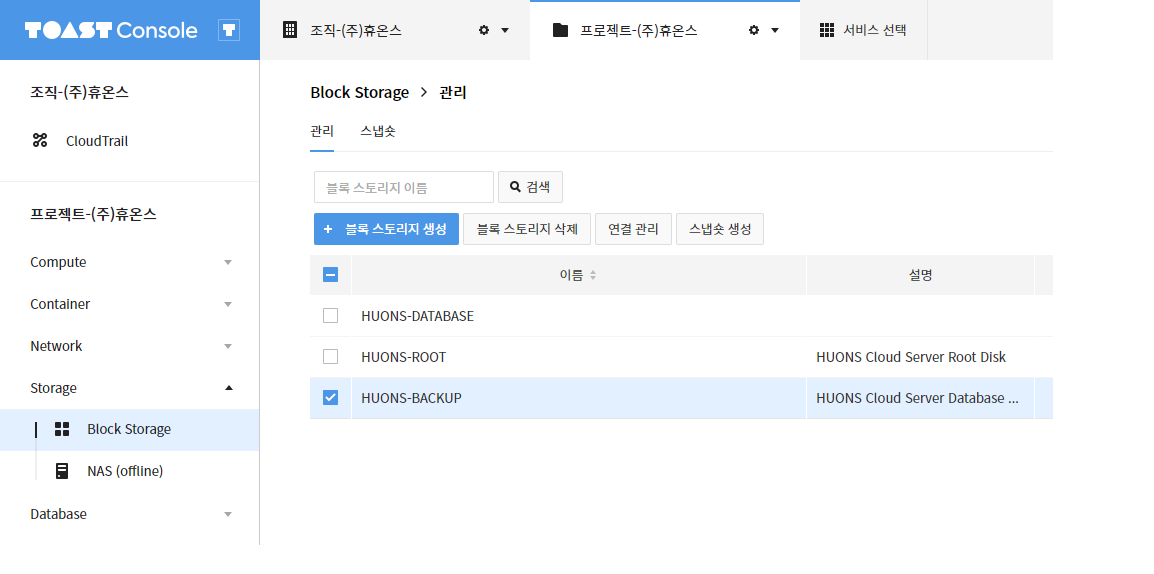 TOAST Console
조직-(주)휴온스
프로젝트-(주)휴온스
서비스 선택
조직-(주)휴온스
CloudTrail
프로젝트-(주)휴온스
Compute
Container
Network
Storage
Block Storage
NAS (offline)
Database
Block Storage > 관리
관리 스냅숏
블록 스토리지 이름 검색
+ 블록 스토리지 생성 블록 스토리지 삭제 연결 관리 스냅숏 생성
이름 설명
HUONS-DATABASE
HUONS-ROOT HUONS Cloud Server Root Disk
HUONS-BACKUP HUONS Cloud Server Database ...